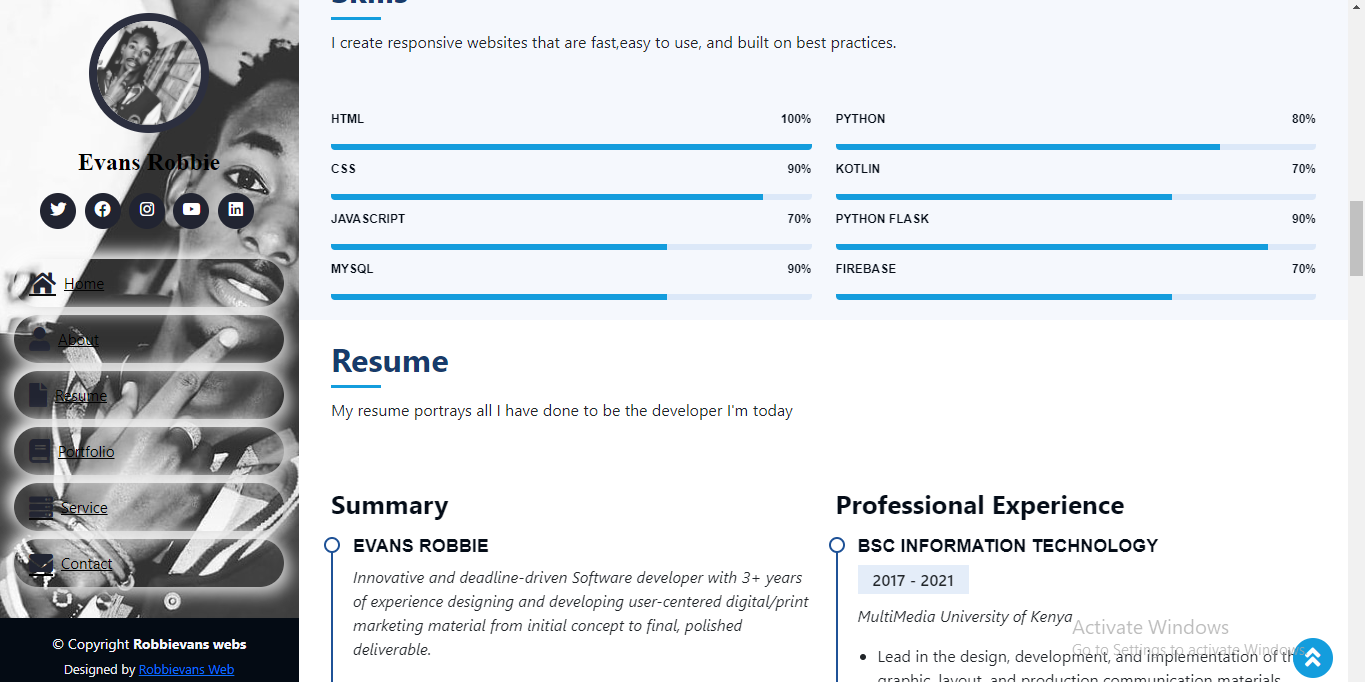 Evans Robbie
Home
About
Resume
Portfolio
Service
Contact
© Copyright Robbievans webs
Designed by Robbievans Web
Skills
I create responsive websites that are fast,easy to use, and built on best practices.
HTML 100%
CSS 90%
JAVASCRIPT 70%
MYSQL 90%
PYTHON 80%
KOTLIN 70%
PYTHON FLASK 90%
FIREBASE 70%
Resume
My resume portrays all I have done to be the developer I'm today
Summary
EVANS ROBBIE
Innovative and deadline-driven Software developer with 3+ years
of experience designing and developing user-centered digital/print
marketing material from initial concept to final, polished
deliverable.
Professional Experience
BSC INFORMATION TECHNOLOGY
2017 - 2021
MultiMedia University of Kenya
Lead in the design, development, and implementation of
graphic, layout, and production communication materials
Activate Windows
Go to Settings to activate Windows.